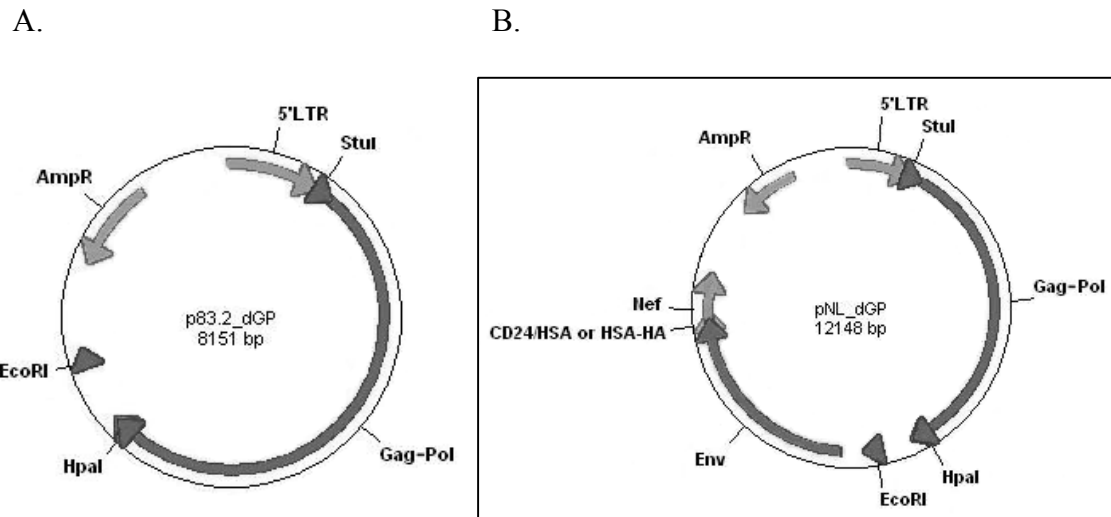 A.
B.
5'LTR
StuI
AmpR
p83.2_dGP
8151 bp
EcoRI
HpaI
Gag-Pol
5'LTR
StuI
AmpR
Nef
CD24/HSA or HSA-HA
pNL_dGP
12148 bp
Gag-Pol
Env
EcoRI
HpaI